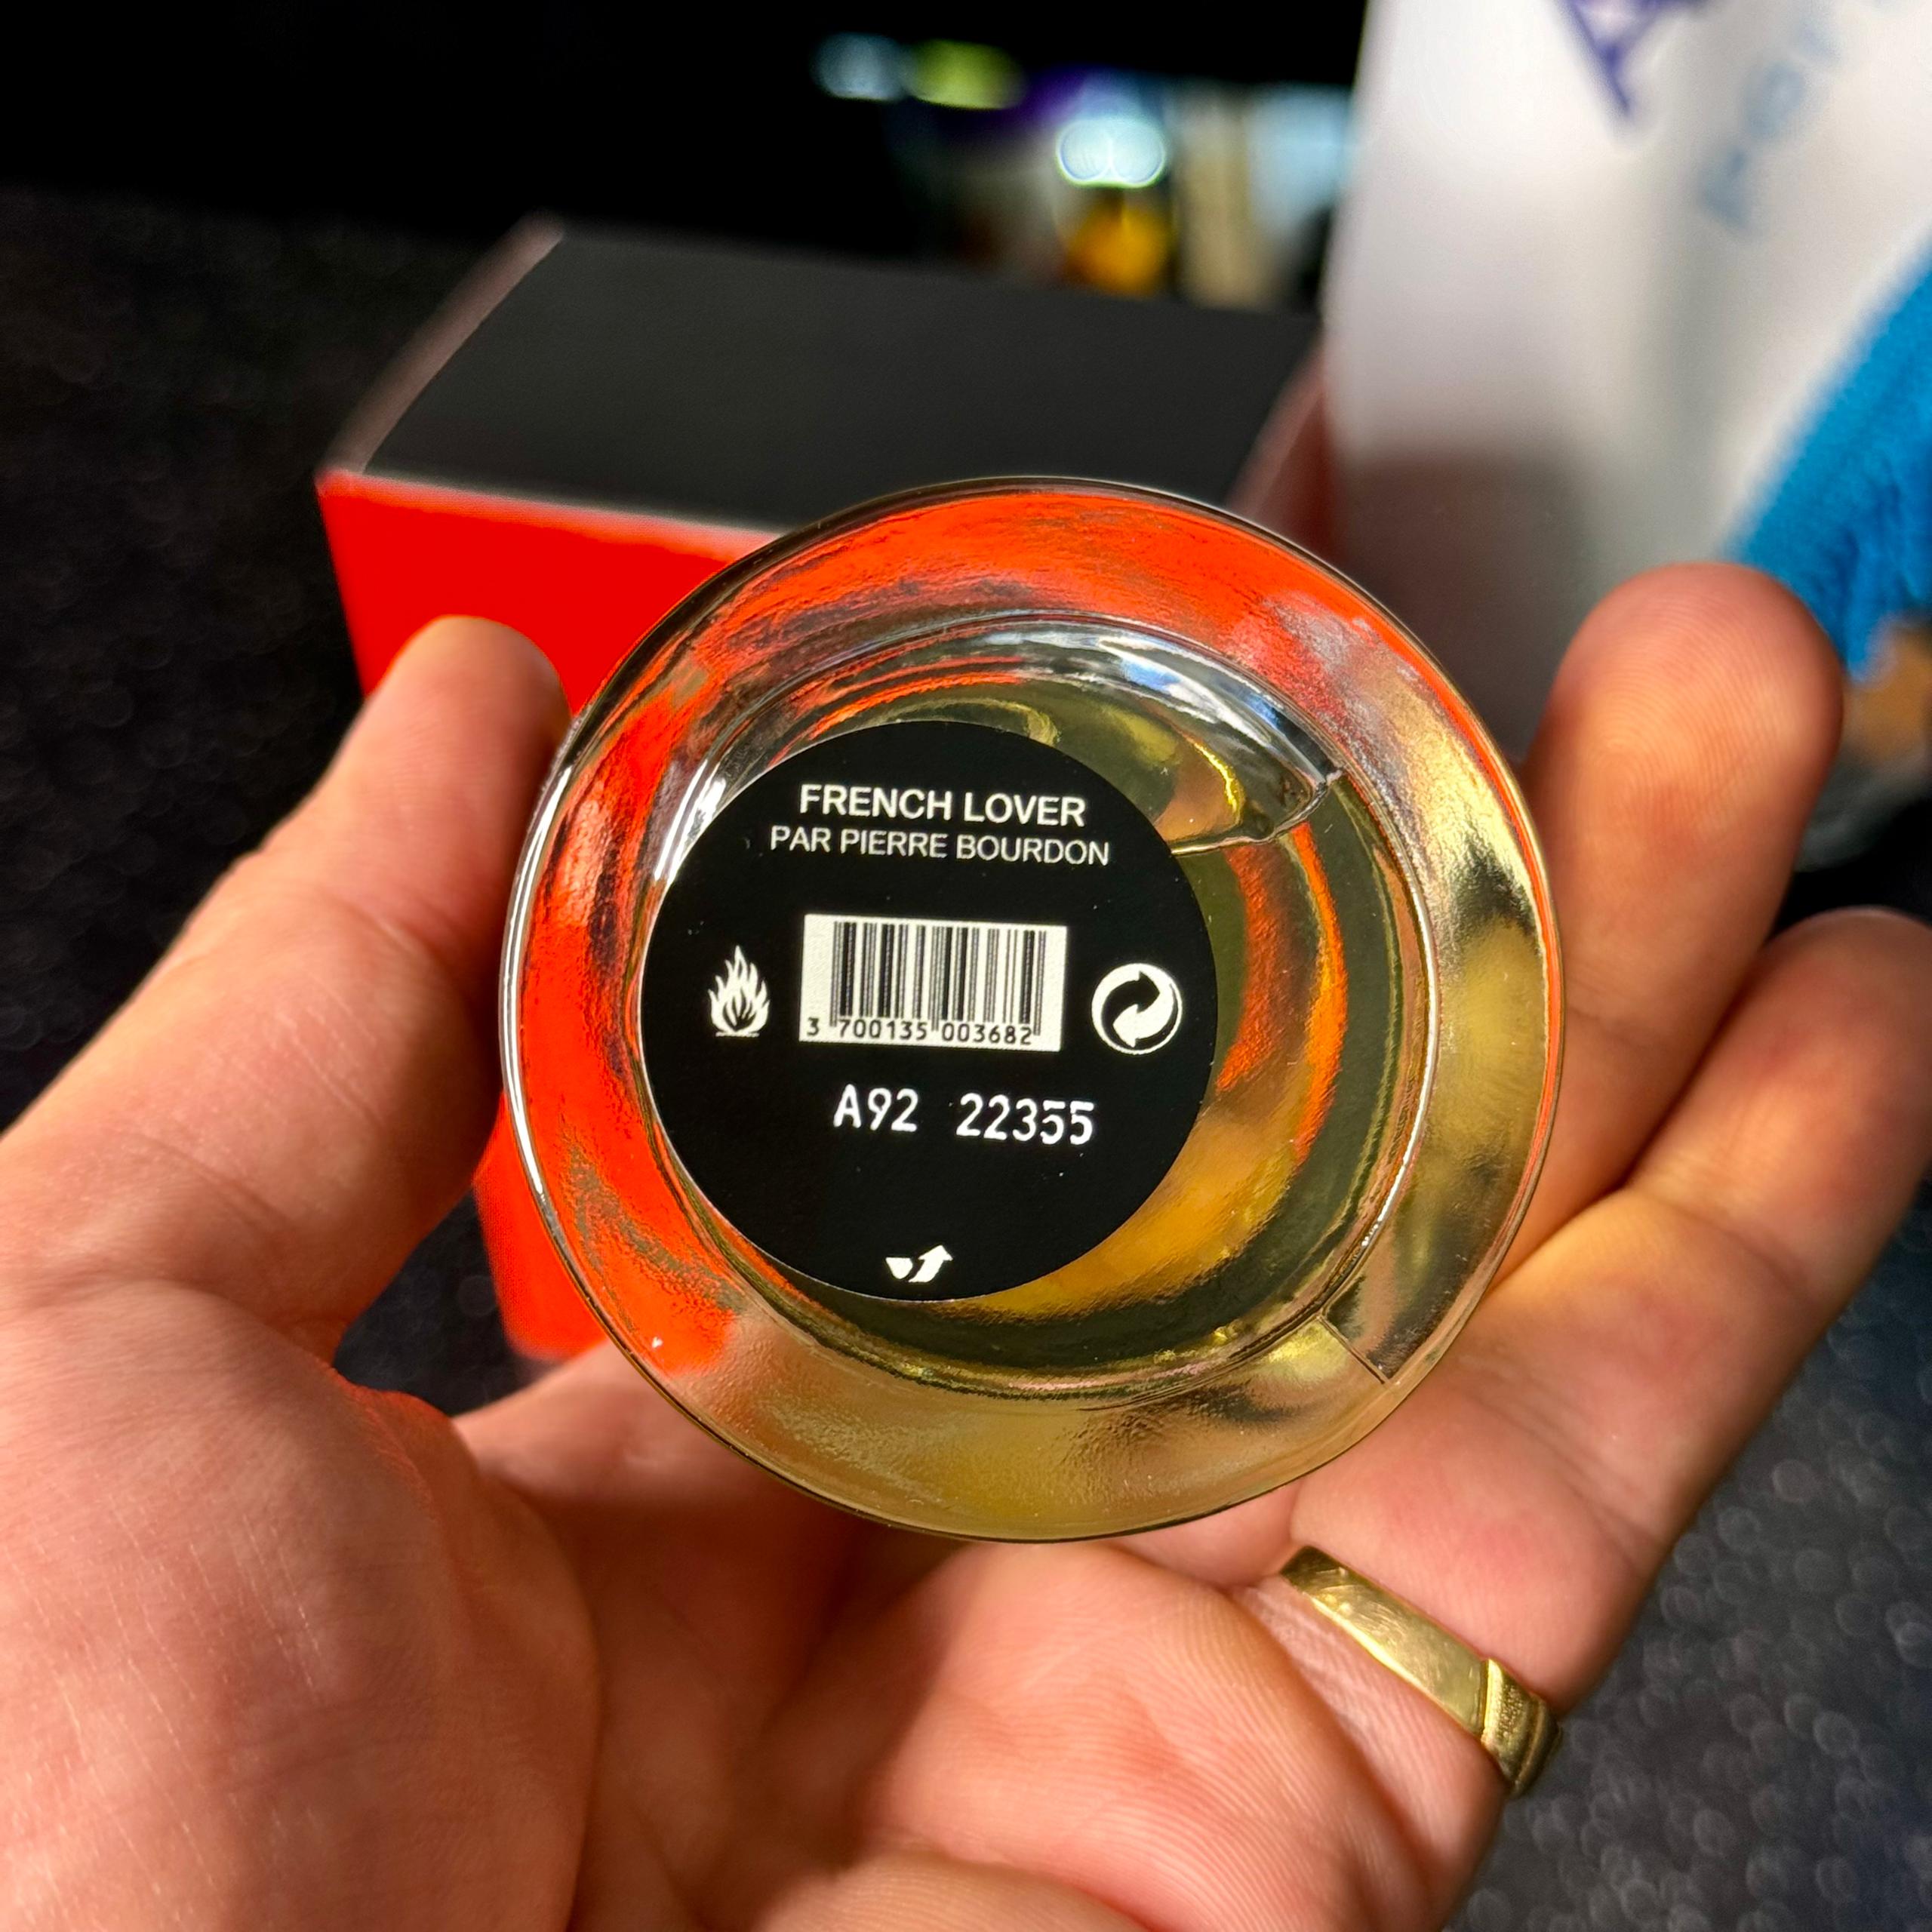 FRENCH LOVER
PAR PIERRE BOURDON
3 700135 003682
A92 22355